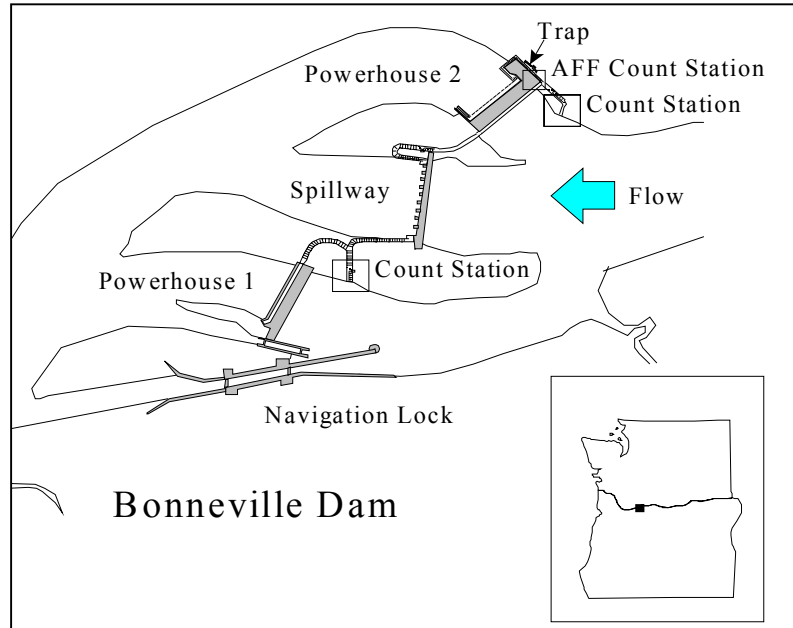 Trap
Powerhouse 2
AFF Count Station
Count Station
Spillway
Flow
Count Station
Powerhouse 1
Navigation Lock
Bonneville Dam